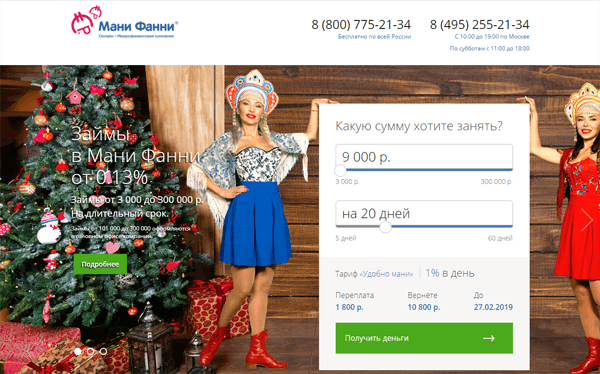 Мани Фанни®
Онлайн • Микрофинансовая компания
8 (800) 775-21-34
Бесплатно по всей России
8 (495) 255-21-34
С 10:00 до 19:00 по Москве
По субботам с 11:00 до 18:00
Займы
в Мани Фанни
от 0.13%
Займы от 3 000 до 300 000 р.
На длительный срок.
Займы от 101 000 до 300 000 оформляются
в головном офисе компании.
Подробнее
Какую сумму хотите занять?
9 000 р.
3 000 р.
300 000 р.
на 20 дней
5 дней
60 дней
Тариф «Удобно мани»
1% в день
Переплата
Вернёте
До
1 800 р.
10 800 р.
27.02.2019
Получить деньги